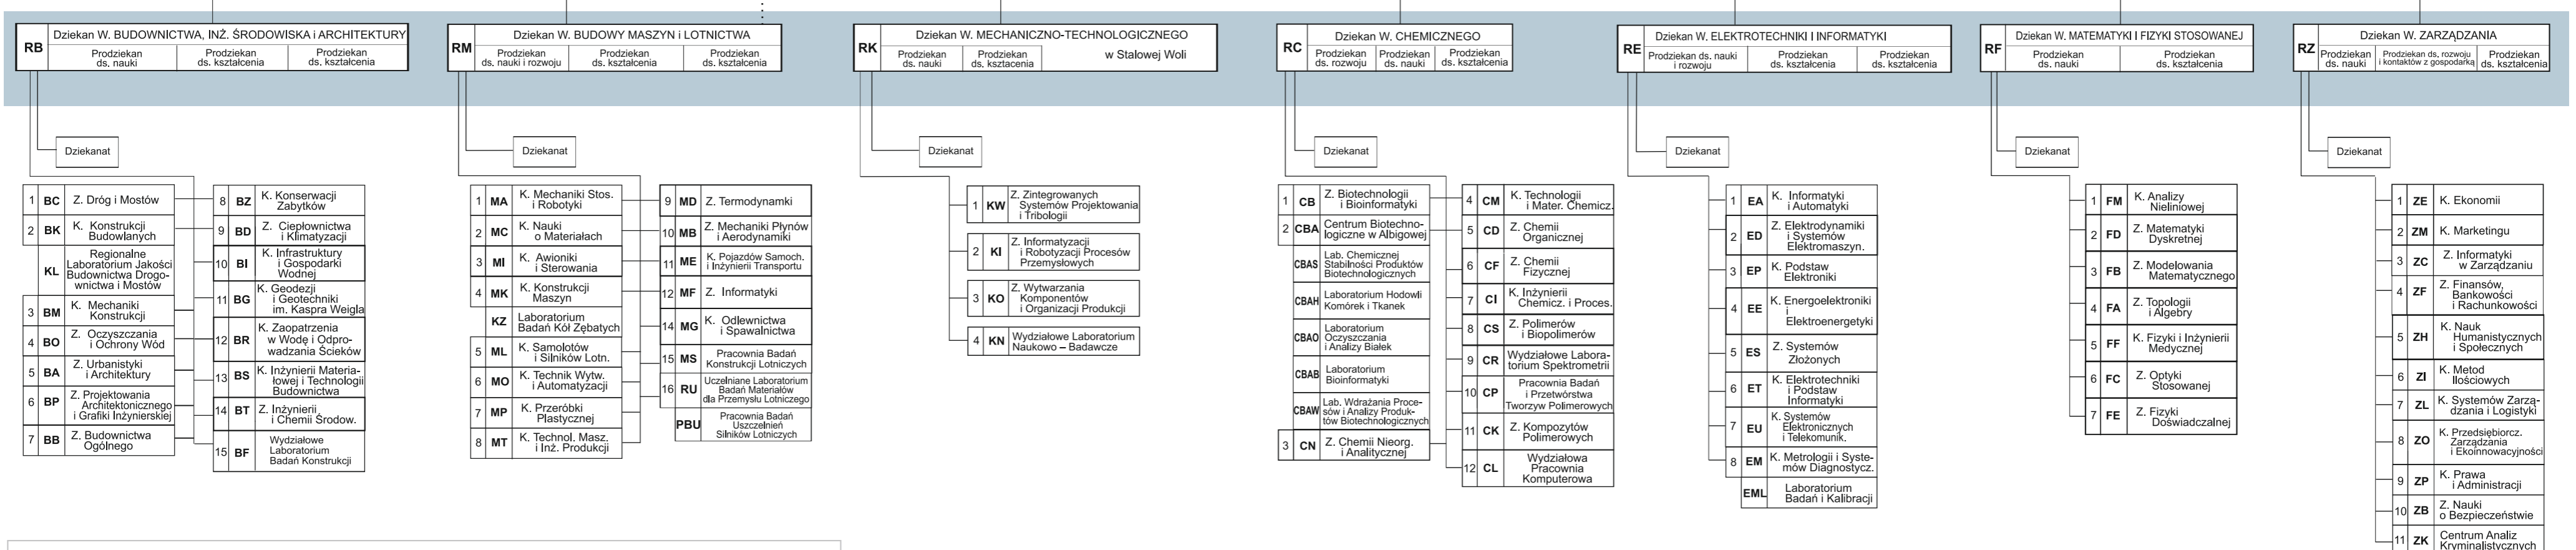 RB
Dziekan W. BUDOWNICTWA, INŻ. ŚRODOWISKA i ARCHITEKTURY
Prodziekan
ds. nauki
Prodziekan
ds. kształcenia
Prodziekan
ds. kształcenia
Dziekanat
1 BC Z. Dróg i Mostów
2 BK K. Konstrukcji
Budowlanych
KL Regionalne
Laboratorium Jakości
Budownictwa Drogo-
wnictwa i Mostów
3 BM K. Mechaniki
Konstrukcji
4 BO Z. Oczyszczania
i Ochrony Wód
5 BA Z. Urbanistyki
i Architektury
6 BP Z. Projektowania
Architektonicznego
i Grafiki Inżynierskiej
7 BB Z. Budownictwa
Ogólnego
8 BZ K. Konserwacji
Zabytków
9 BD Z. Ciepłownictwa
i Klimatyzacji
10 BI K. Infrastruktury
i Gospodarki
Wodnej
11 BG K. Geodezji
i Geotechniki
im. Kaspra Weigla
12 BR K. Zaopatrzenia
w Wodę i Odpro-
wadzania Ścieków
13 BS K. Inżynierii Materia-
łowej i Technologii
Budownictwa
14 BT Z. Inżynierii
i Chemii Środow.
15 BF Wydziałowe
Laboratorium
Badań Konstrukcji
RM
Dziekan W. BUDOWY MASZYN i LOTNICTWA
Prodziekan
ds. nauki i rozwoju
Prodziekan
ds. kształcenia
Prodziekan
ds. kształcenia
Dziekanat
1 MA K. Mechaniki Stos.
i Robotyki
2 MC K. Nauki
o Materiałach
3 MI K. Awioniki
i Sterowania
4 MK K. Konstrukcji
Maszyn
KZ Laboratorium
Badań Kół Zębatych
5 ML K. Samolotów
i Silników Lotn.
6 MO K. Technik Wytw.
i Automatyzacji
7 MP K. Przeróbki
Plastycznej
8 MT K. Technol. Masz.
i Inż. Produkcji
9 MD Z. Termodynamki
10 MB Z. Mechaniki Płynów
i Aerodynamiki
11 ME K. Pojazdów Samoch.
i Inżynierii Transportu
12 MF Z. Informatyki
14 MG K. Odlewnictwa
i Spawalnictwa
15 MS Pracownia Badań
Konstrukcji Lotniczych
16 RU Uczelniane Laboratorium
Badań Materiałów
dla Przemysłu Lotniczego
PBU Pracownia Badań
Uszczelnień
Silników Lotniczych
RK
Dziekan W. MECHANICZNO-TECHNOLOGICZNEGO
Prodziekan
ds. nauki
Prodziekan
ds. kstacenia
w Stalowej Woli
Dziekanat
1 KW Z. Zintegrowanych
Systemów Projektowania
i Tribologii
2 KI Z. Informatyzacji
i Robotyzacji Procesów
Przemysłowych
3 KO Z. Wytwarzania
Komponentów
i Organizacji Produkcji
4 KN Wydziałowe Laboratorium
Naukowo – Badawcze
RC
Dziekan W. CHEMICZNEGO
Prodziekan
ds. rozwoju
Prodziekan
ds. nauki
Prodziekan
ds. kształcenia
Dziekanat
1 CB Z. Biotechnologii
i Bioinformatyki
2 CBA Centrum Biotechno-
logiczne w Albigowej
CBAS Lab. Chemicznej
Stabilności Produktów
Biotechnologicznych
CBAH Laboratorium Hodowli
Komórek i Tkanek
CBAO Laboratorium
Oczyszczania
i Analizy Białek
CBAB Laboratorium
Bioinformatyki
CBAW Lab. Wdrażania Proce-
sów i Analizy Produk-
tów Biotechnologicznych
3 CN Z. Chemii Nieorg.
i Analitycznej
4 CM K. Technologii
i Mater. Chemicz.
5 CD Z. Chemii
Organicznej
6 CF Z. Chemii
Fizycznej
7 CI K. Inżynierii
Chemicz. i Proces.
8 CS Z. Polimerów
i Biopolimerów
9 CR Wydziałowe Labora-
torium Spektrometrii
10 CP Pracownia Badań
i Przetwórstwa
Tworzyw Polimerowych
11 CK Z. Kompozytów
Polimerowych
12 CL Wydziałowa
Pracownia
Komputerowa
RE
Dziekan W. ELEKTROTECHNIKI I INFORMATYKI
Prodziekan ds. nauki
i rozwoju
Prodziekan
ds. kształcenia
Prodziekan
ds. kształcenia
Dziekanat
1 EA K. Informatyki
i Automatyki
2 ED Z. Elektrodynamiki
i Systemów
Elektromaszyn.
3 EP K. Podstaw
Elektroniki
4 EE K. Energoelektroniki
i
Elektroenergetyki
5 ES Z. Systemów
Złożonych
6 ET K. Elektrotechniki
i Podstaw
Informatyki
7 EU K. Systemów
Elektronicznych
i Telekomunik.
8 EM K. Metrologii i Syste-
mów Diagnostycz.
EML Laboratorium
Badań i Kalibracji
RF
Dziekan W. MATEMATYKI I FIZYKI STOSOWANEJ
Prodziekan
ds. nauki
Prodziekan
ds. kształcenia
Dziekanat
1 FM K. Analizy
Nieliniowej
2 FD Z. Matematyki
Dyskretnej
3 FB Z. Modelowania
Matematycznego
4 FA Z. Topologii
i Algebry
5 FF K. Fizyki i Inżynierii
Medycznej
6 FC Z. Optyki
Stosowanej
7 FE Z. Fizyki
Doświadczalnej
RZ
Dziekan W. ZARZĄDZANIA
Prodziekan
ds. nauki
Prodziekan ds, rozwoju
i kontaktów z gospodarką
Prodziekan
ds. kształcenia
Dziekanat
1 ZE K. Ekonomii
2 ZM K. Marketingu
3 ZC Z. Informatyki
w Zarządzaniu
4 ZF Z. Finansów,
Bankowości
i Rachunkowości
5 ZH K. Nauk
Humanistycznych
i Społecznych
6 ZI K. Metod
Ilościowych
7 ZL K. Systemów Zarzą-
dzania i Logistyki
8 ZO K. Przedsiębiorcz.
Zarządzania
i Ekoinnowacyjności
9 ZP K. Prawa
i Administracji
10 ZB Z. Nauki
o Bezpieczeństwie
11 ZK Centrum Analiz
Kryminalistycznych